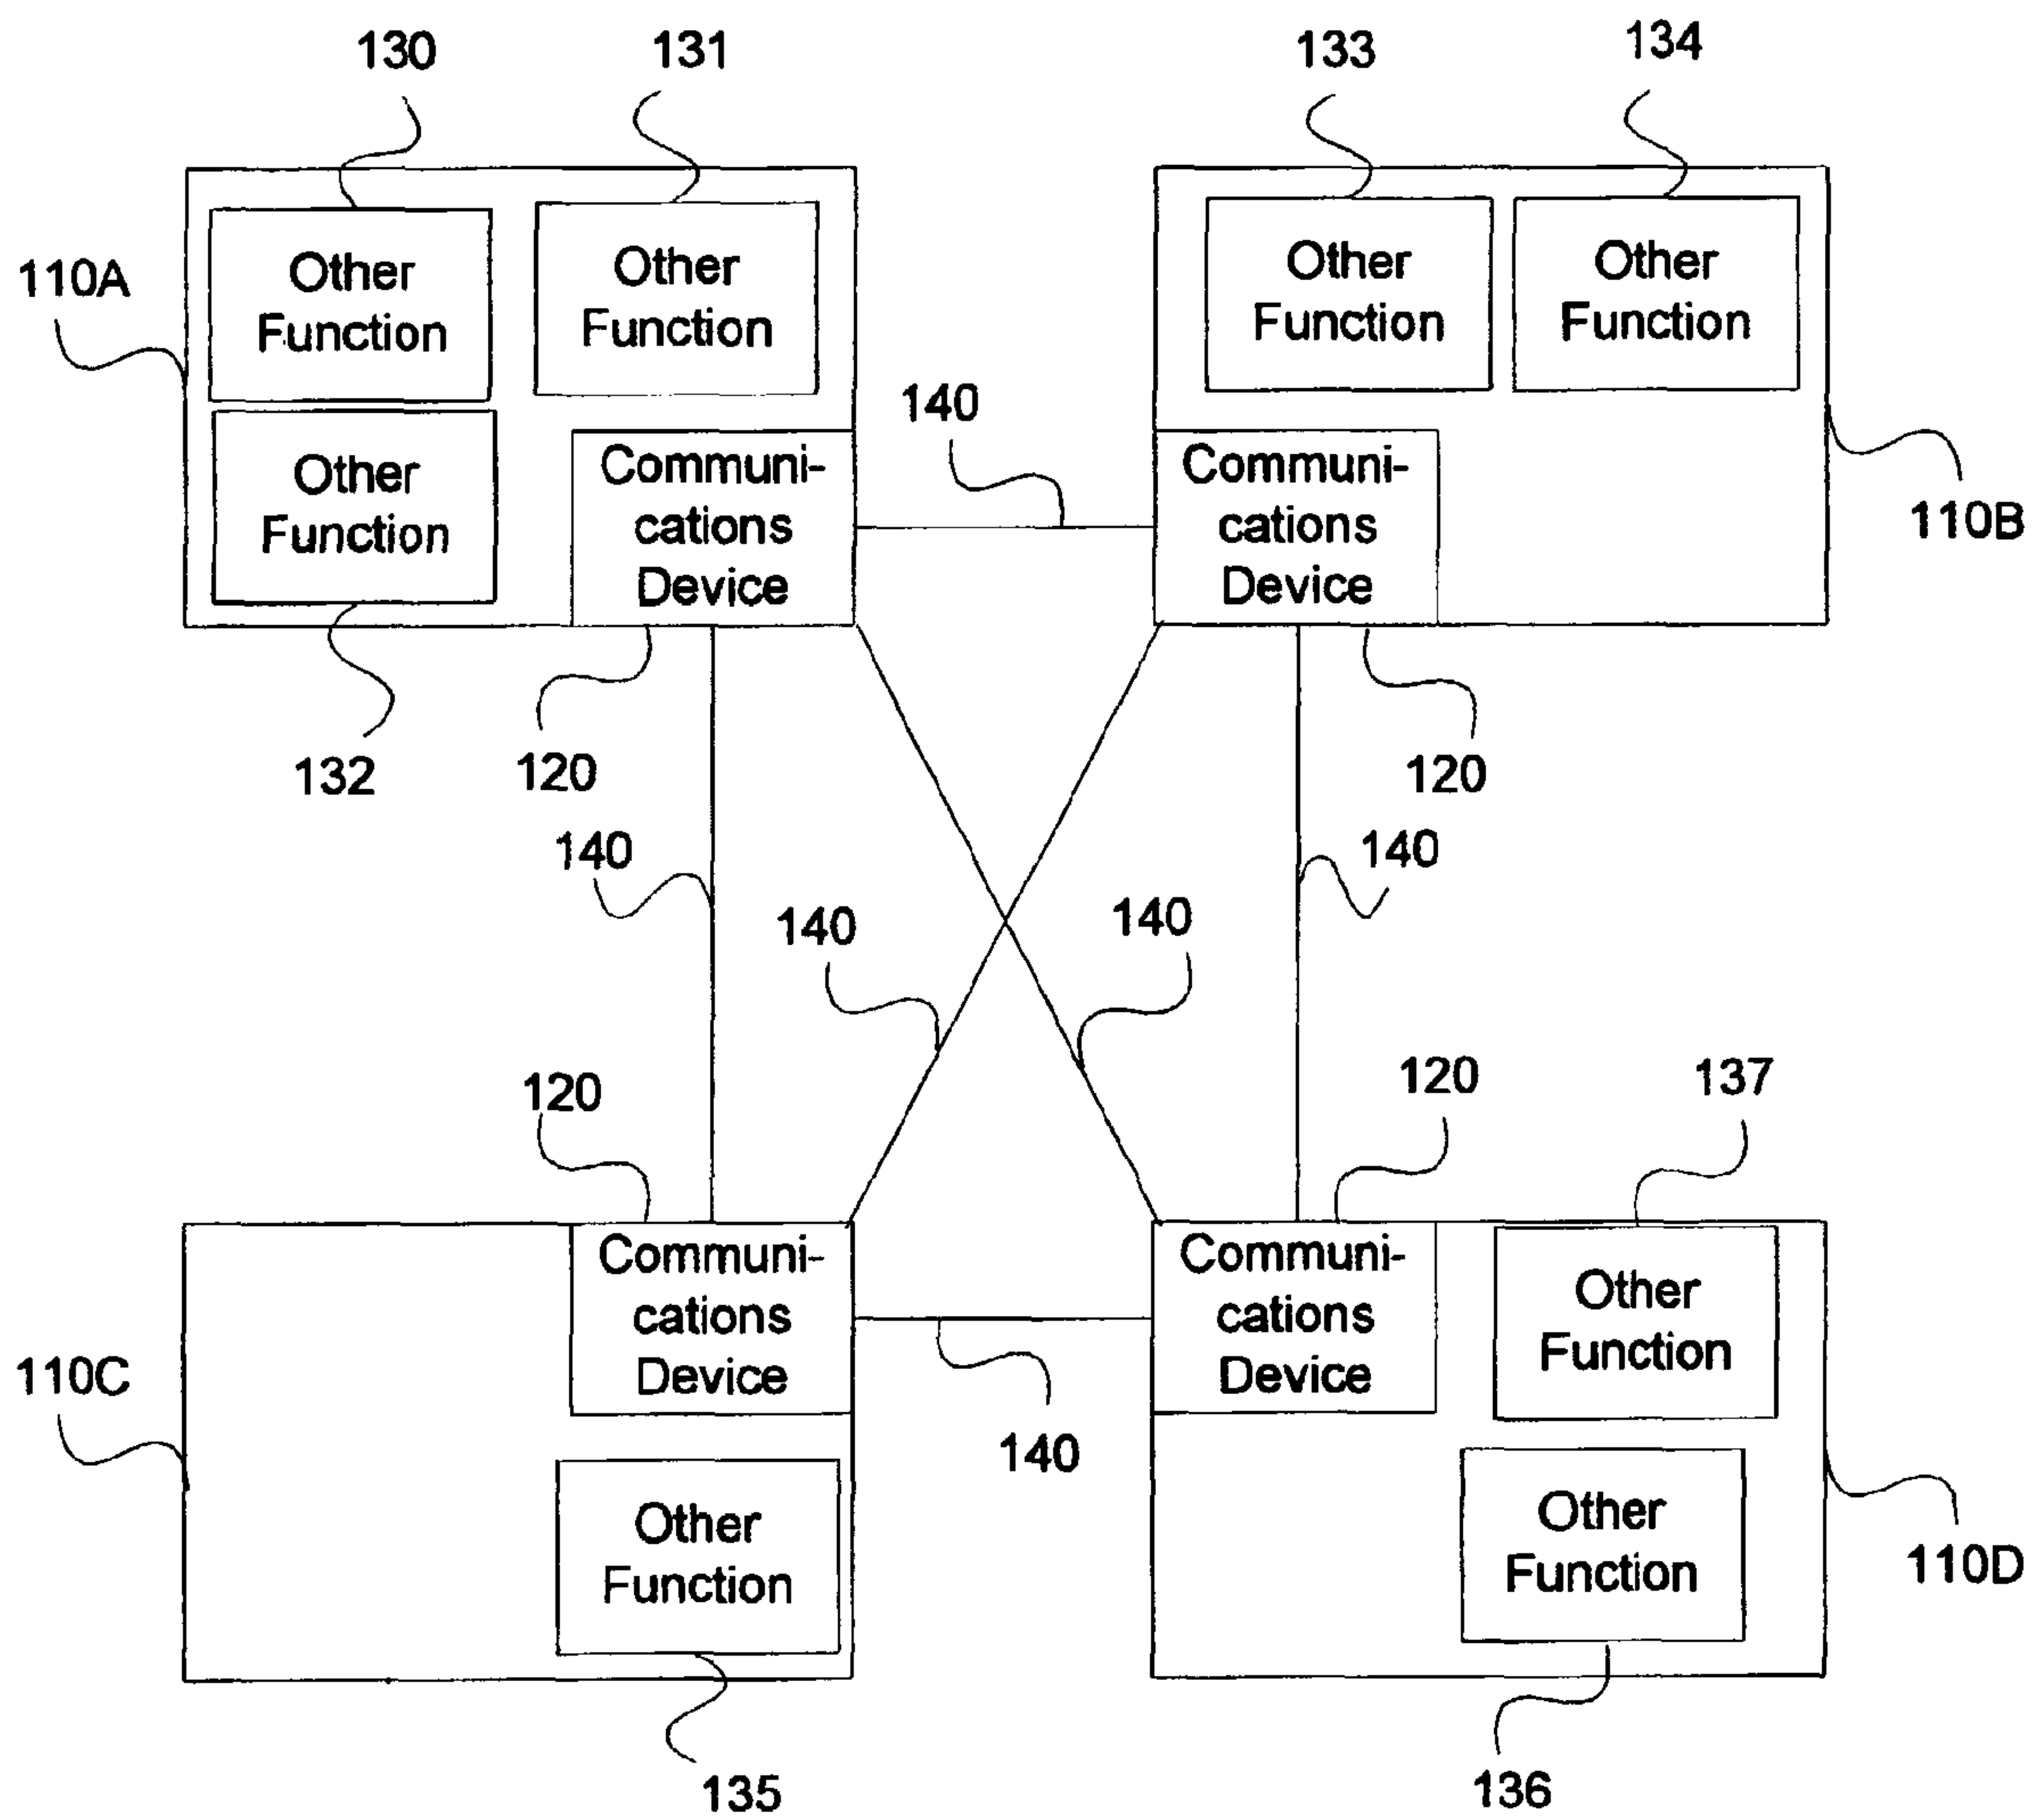 130
131
133
134
110A
Other
Function
Other
Function
Other
Function
Other
Function
140
Other
Function
Communi-
cations
Device
Communi-
cations
Device
110B
132
120
120
140
140
140
140
120
120
137
Communi-
cations
Device
Communi-
cations
Device
Other
Function
110C
140
Other
Function
Other
Function
110D
135
136